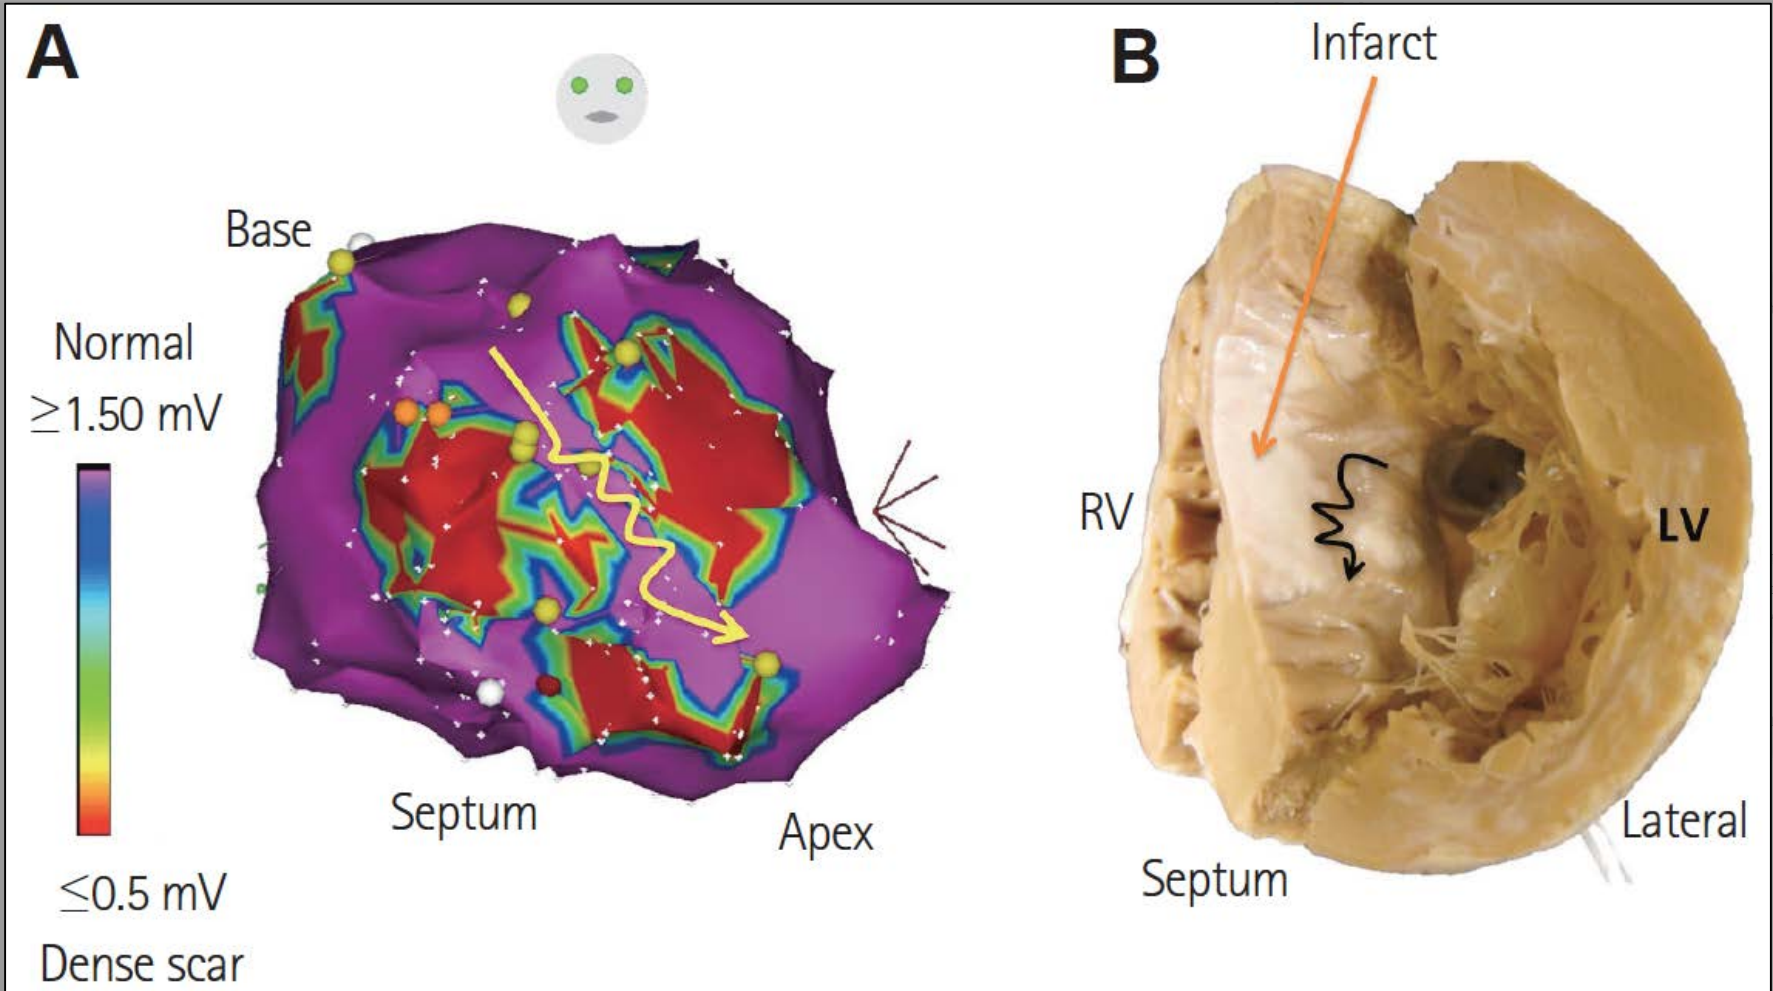 A
Base
Normal
≥1.50 mV
≤0.5 mV
Dense scar
Septum
Apex
B
Infarct
RV
LV
Lateral
Septum